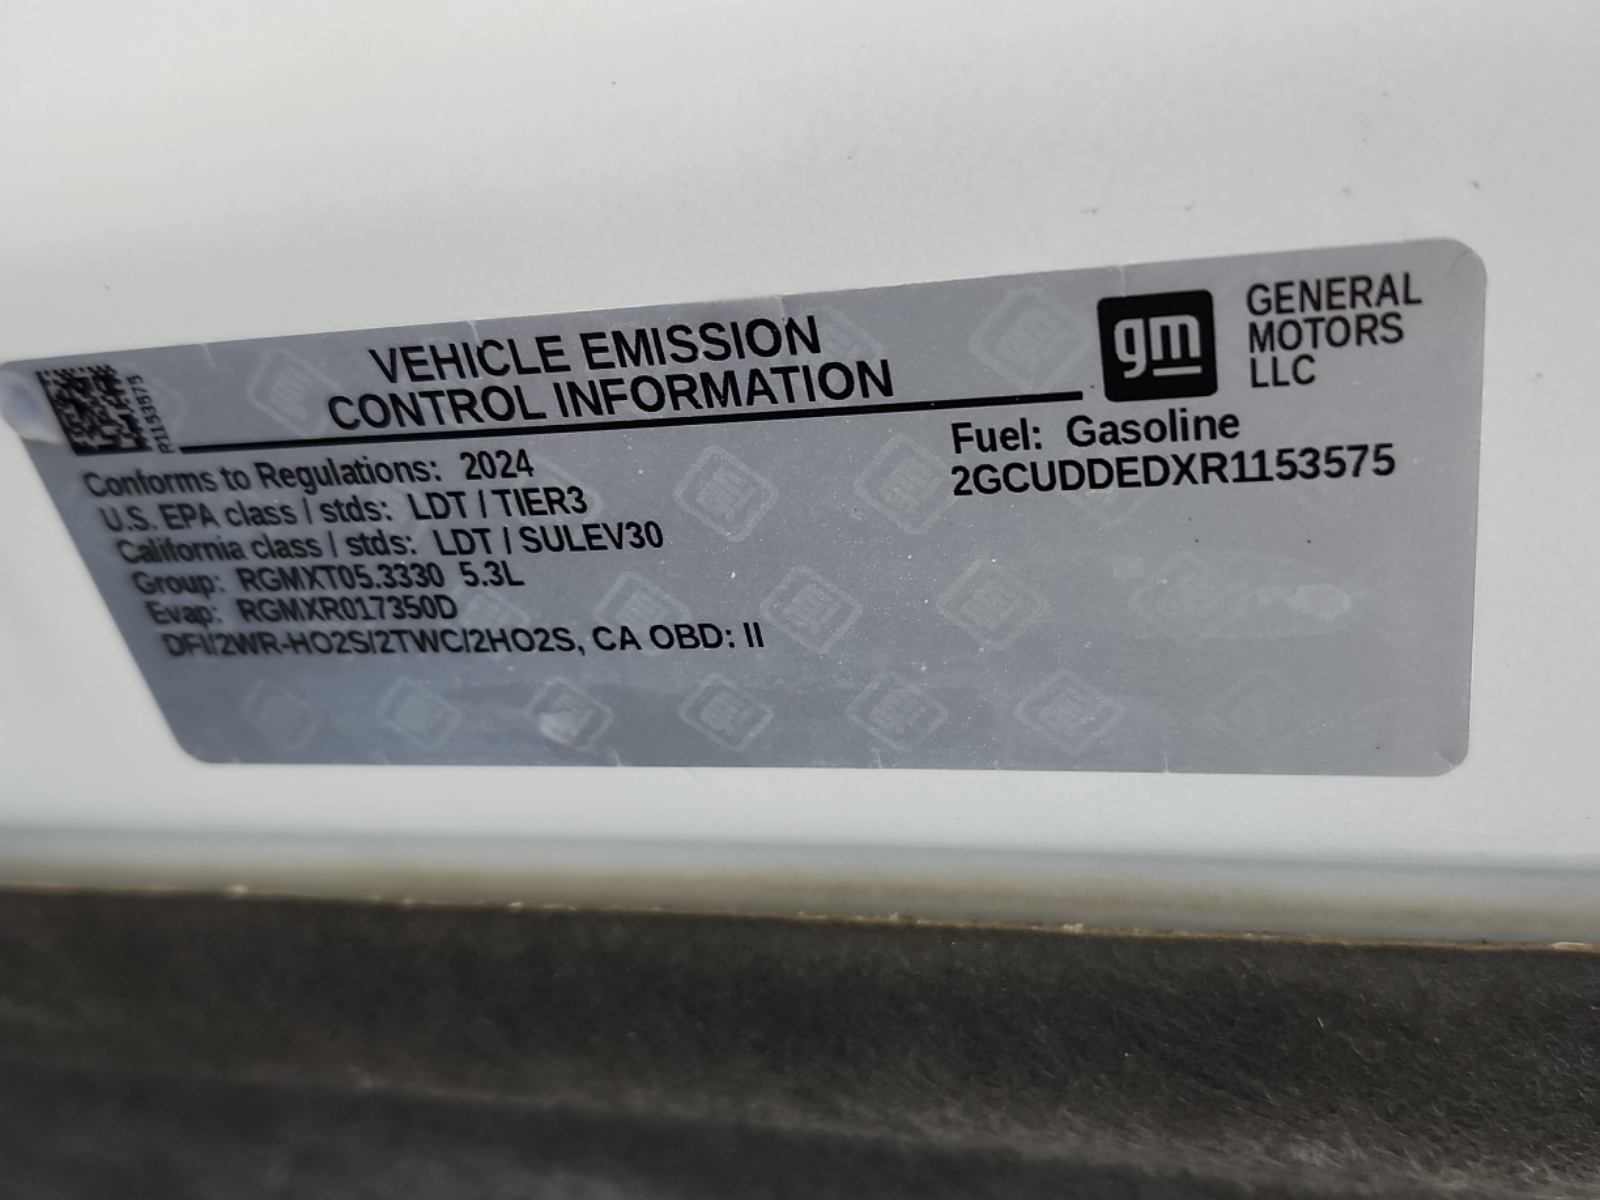 VEHICLE EMISSION
CONTROL INFORMATION
gm
GENERAL
MOTORS
LLC
R1153575
Conforms to Regulations: 2024
U.S. EPA class / stds: LDT / TIER3
California class / stds: LDT / SULEV30
Group: RGMXT05.3330 5.3L
Evap: RGMXR017350D
DFI/2WR-HO2S/2TWC/2HO2S, CA OBD: II
Fuel: Gasoline
2GCUDDEDXR1153575